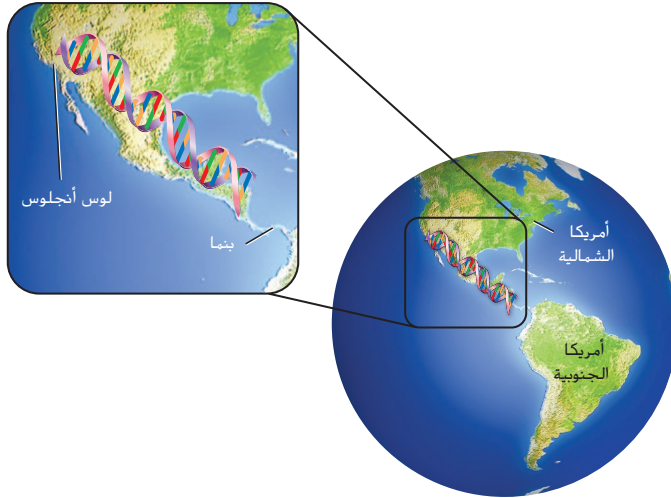 لوس أنجلوس
بنما
أمريكا
الشمالية
أمريكا
الجنوبية